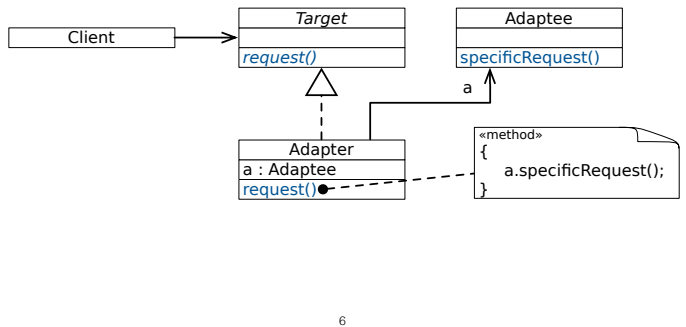 Target
Adaptee
Client
request()
specificRequest()
a
«method»
Adapter
{
a : Adaptee
a.specificRequest();
request()
}
6